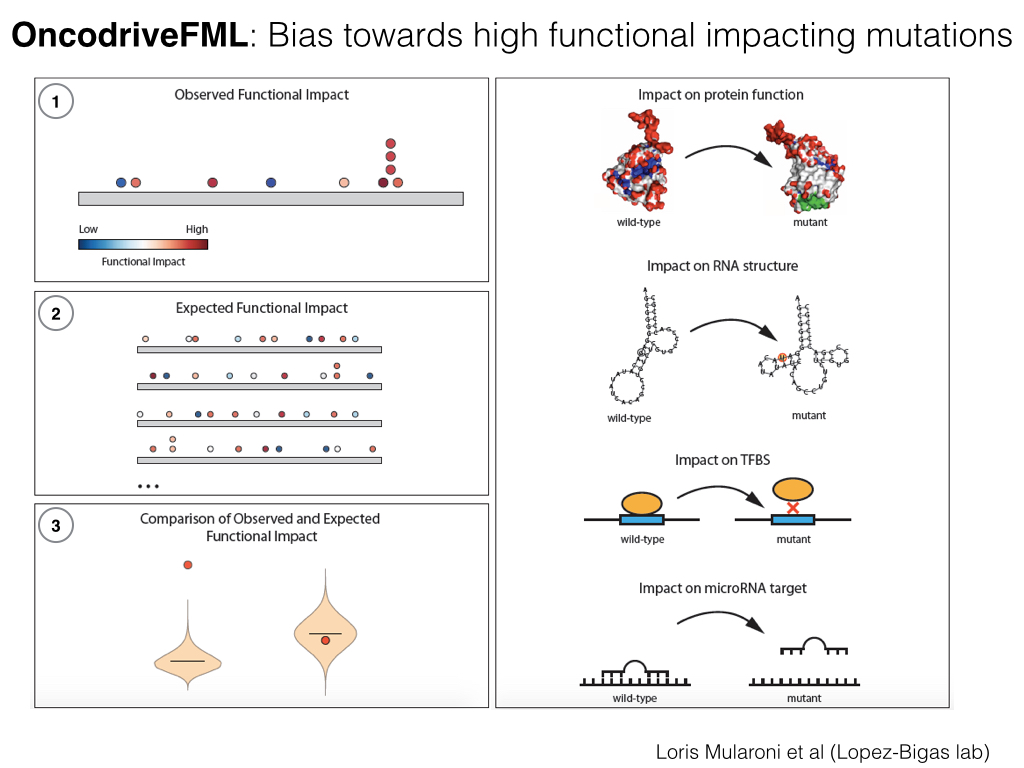 OncodriveFML: Bias towards high functional impacting mutations
1
Observed Functional Impact
Low
High
Functional Impact
2
Expected Functional Impact
...
3
Comparison of Observed and Expected
Functional Impact
Impact on protein function
wild-type
mutant
Impact on RNA structure
wild-type
mutant
Impact on TFBS
wild-type
mutant
Impact on microRNA target
wild-type
mutant
Loris Mularoni et al (Lopez-Bigas lab)